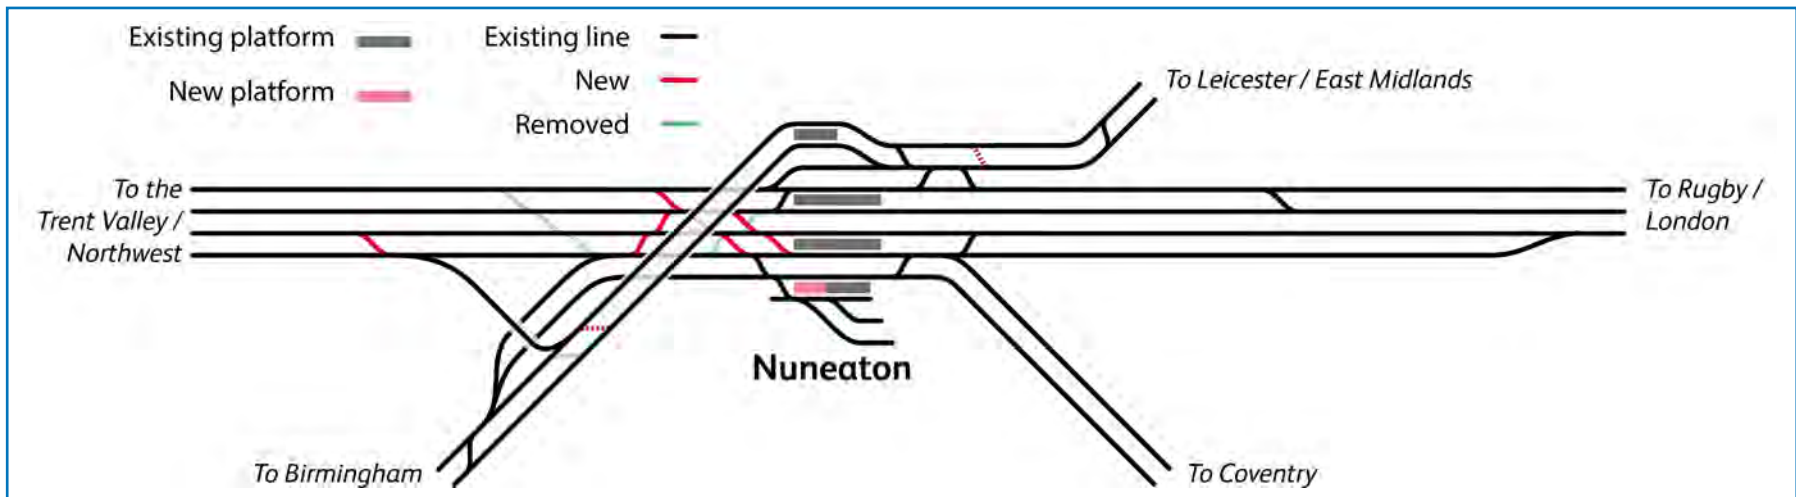 Existing platform
New platform
Existing line
New
Removed
To Leicester / East Midlands
To the
Trent Valley /
Northwest
To Rugby /
London
Nuneaton
To Birmingham
To Coventry